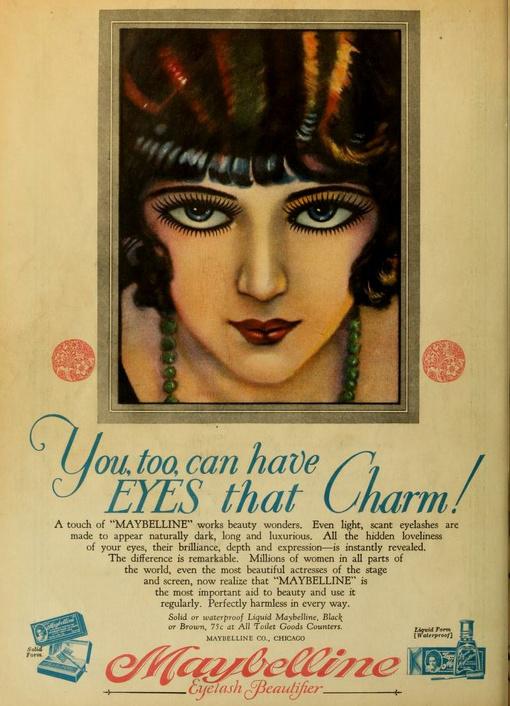 You, too, can have
EYES that Charm!
A touch of "MAYBELLINE" works beauty wonders. Even light, scant eyelashes are
made to appear naturally dark, long and luxurious. All the hidden loveliness
of your eyes, their brilliance, depth and expression—is instantly revealed.
The difference is remarkable. Millions of women in all parts of
the world, even the most beautiful actresses of the stage
and screen, now realize that "MAYBELLINE" is
the most important aid to beauty and use it
regularly. Perfectly harmless in every way.
Solid or waterproof Liquid Maybelline, Black
or Brown, 75c at All Toilet Goods Counters.
MAYBELLINE CO., CHICAGO
Solid
Form
Maybelline
Liquid Form
[Waterproof]
Maybelline
Eyelash Beautifier